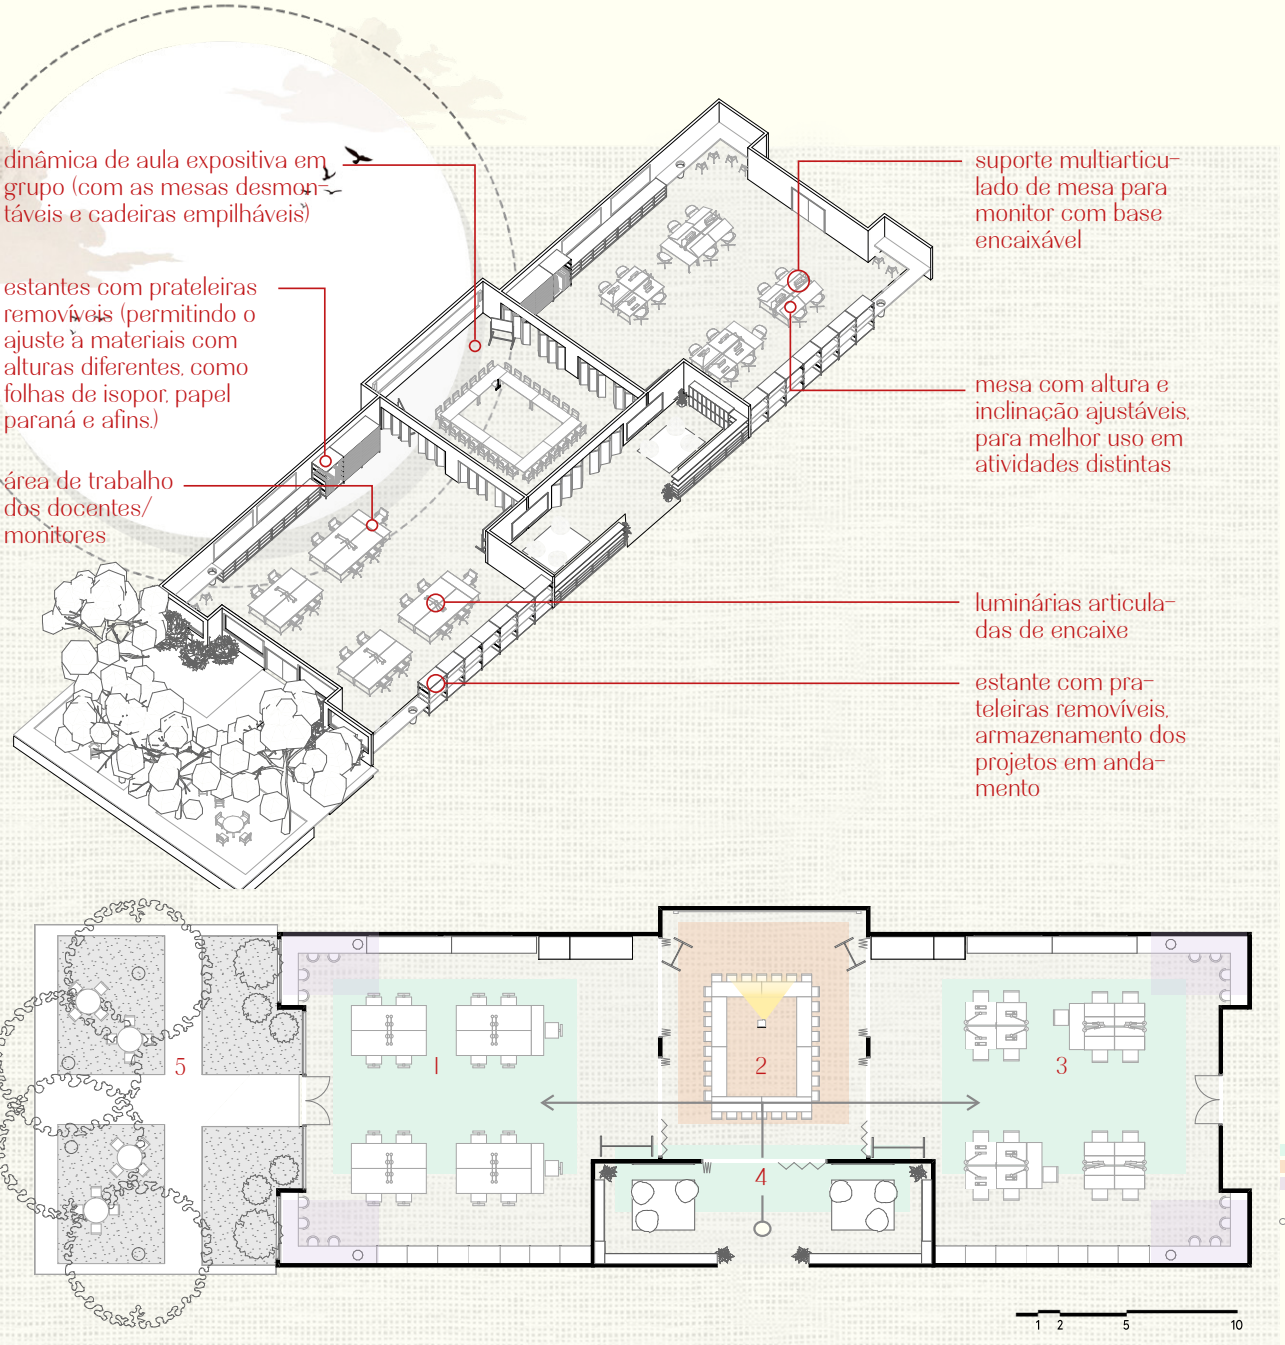 dinâmica de aula expositiva em
grupo (com as mesas desmon-
táveis e cadeiras empilháveis)
estantes com prateleiras
removíveis (permitindo o
ajuste à materiais com
alturas diferentes, como
folhas de isopor, papel
paraná e afins.)
área de trabalho
dos docentes/
monitores
suporte multiarticu-
lado de mesa para
monitor com base
encaixável
mesa com altura e
inclinação ajustáveis,
para melhor uso em
atividades distintas
luminárias articula-
das de encaixe
estante com pra-
teleiras removíveis,
armazenamento dos
projetos em anda-
mento
5
1
2
3
4
1 2 5 10